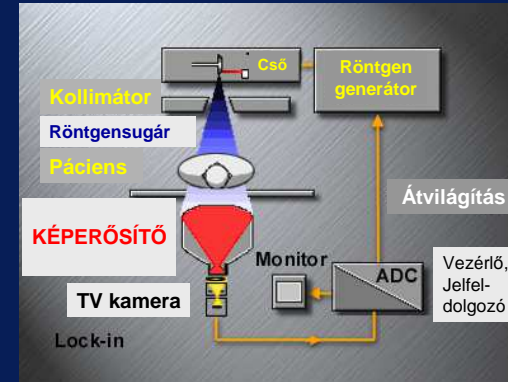 Cső
Röntgen
generátor
Kollimátor
Röntgensugár
Páciens
Átvilágítás
KÉPERŐSÍTŐ
Monitor
ADC
Vezérlő,
Jelfel-
dolgozó
TV kamera
Lock-in